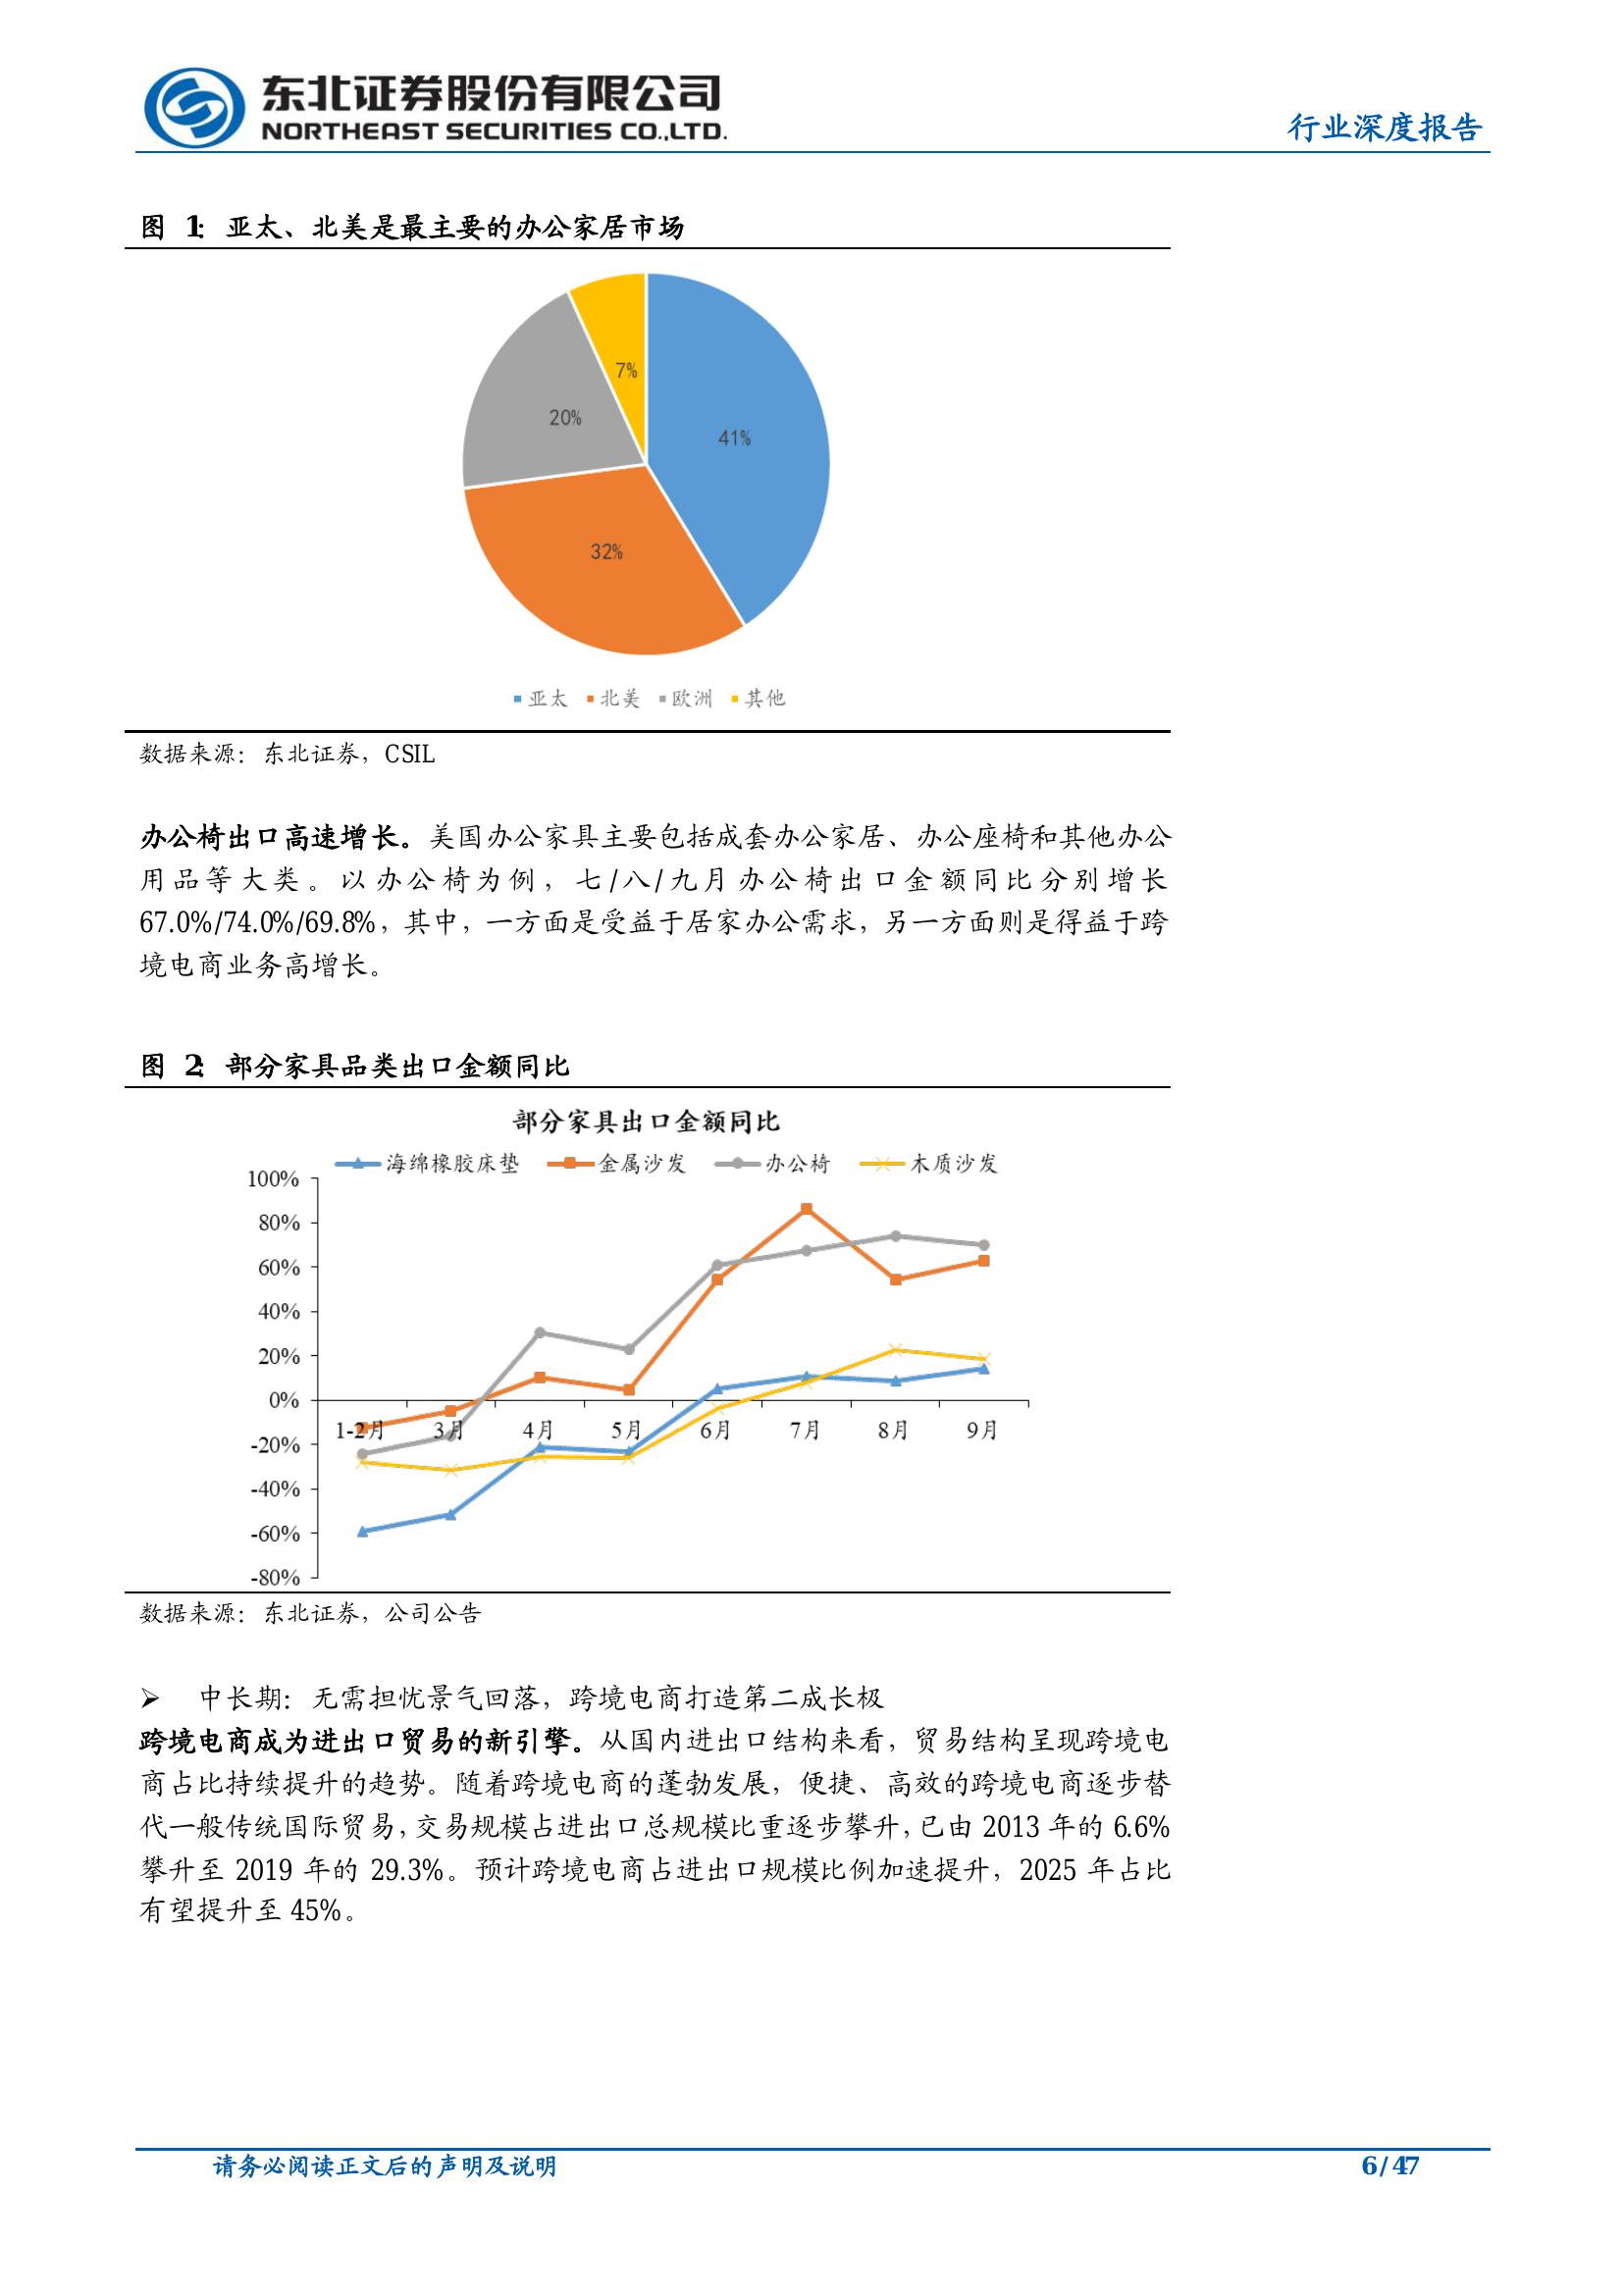 东北证券股份有限公司
NORTHEAST SECURITIES CO.,LTD.
行业深度报告
图 1: 亚太、北美是最主要的办公家居市场
7%
20%
41%
32%
亚太 北美 欧洲 其他
数据来源：东北证券，CSIL
办公椅出口高速增长。美国办公家具主要包括成套办公家居、办公座椅和其他办公
用品等大类。以办公椅为例，七/八/九月办公椅出口金额同比分别增长
67.0%/74.0%/69.8%，其中，一方面是受益于居家办公需求，另一方面则是得益于跨
境电商业务高增长。
图 2: 部分家具品类出口金额同比
部分家具出口金额同比
海绵橡胶床垫 金属沙发 办公椅 木质沙发
100%
80%
60%
40%
20%
0%
1-2月 3月 4月 5月 6月 7月 8月 9月
-20%
-40%
-60%
-80%
数据来源：东北证券，公司公告
➢ 中长期：无需担忧景气回落，跨境电商打造第二成长极
跨境电商成为进出口贸易的新引擎。从国内进出口结构来看，贸易结构呈现跨境电
商占比持续提升的趋势。随着跨境电商的蓬勃发展，便捷、高效的跨境电商逐步替
代一般传统国际贸易，交易规模占进出口总规模比重逐步攀升，已由 2013 年的 6.6%
攀升至 2019 年的 29.3%。预计跨境电商占进出口规模比例加速提升，2025 年占比
有望提升至 45%。
请务必阅读正文后的声明及说明
6 / 47